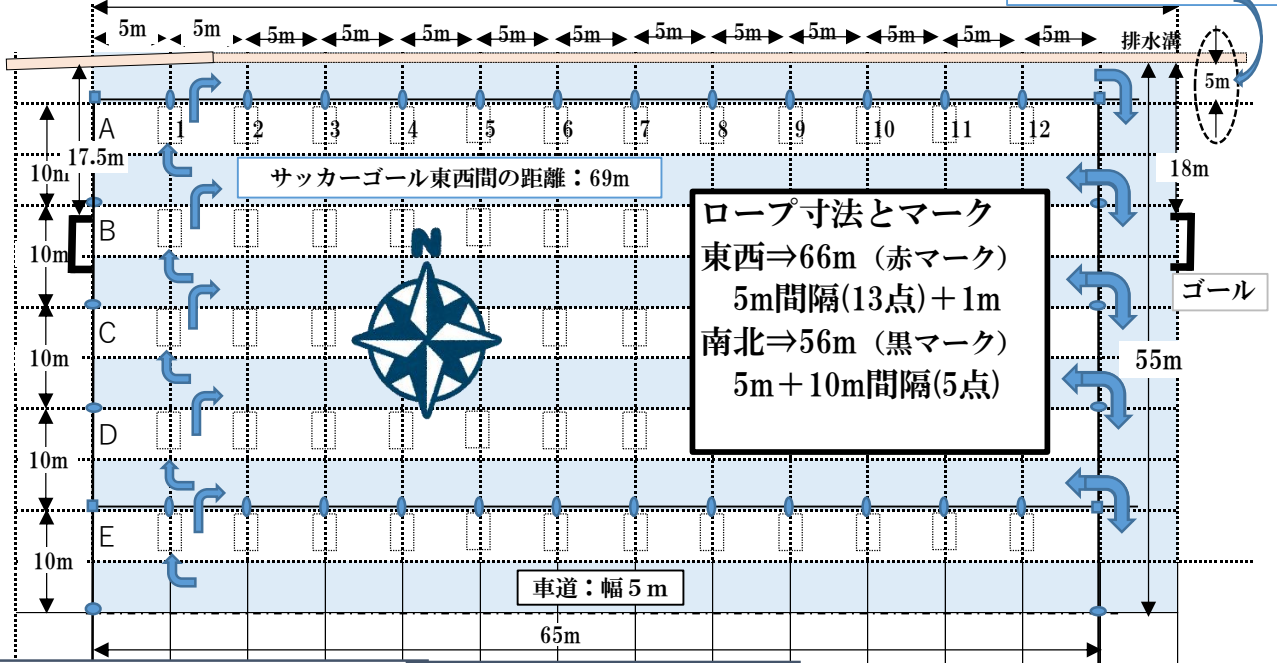 5m 5m 5m 5m 5m 5m 5m 5m 5m 5m 5m 5m 5m
排水溝
5m
A 1 2 3 4 5 6 7 8 9 10 11 12
17.5m
10m
18m
サッカーゴール東西間の距離：69m
ロープ寸法とマーク
東西⇒66m（赤マーク）
5m間隔(13点)＋1m
南北⇒56m（黒マーク）
5m＋10m間隔(5点)
B
N
10m
ゴール
C
10m
55m
D
10m
E
10m
車道：幅５ｍ
65m